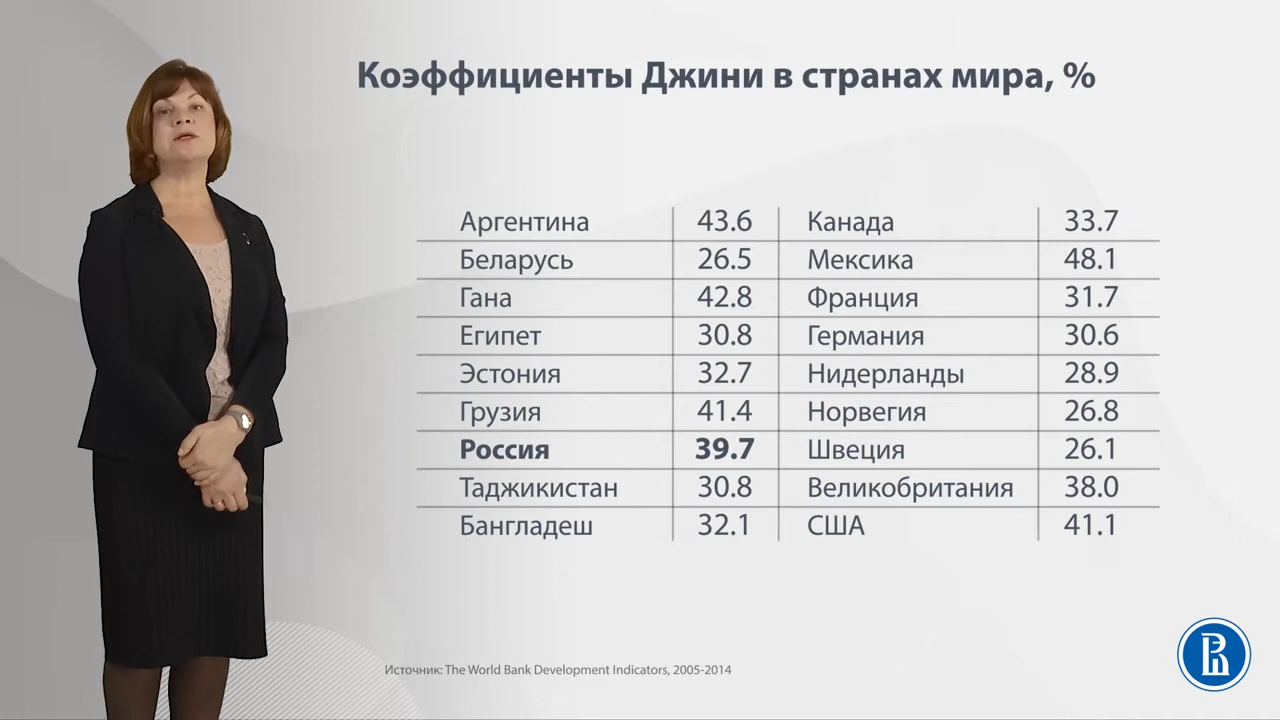 Коэффициенты Джини в странах мира, %
Аргентина 43.6 Канада 33.7
Беларусь 26.5 Мексика 48.1
Гана 42.8 Франция 31.7
Египет 30.8 Германия 30.6
Эстония 32.7 Нидерланды 28.9
Грузия 41.4 Норвегия 26.8
Россия 39.7 Швеция 26.1
Таджикистан 30.8 Великобритания 38.0
Бангладеш 32.1 США 41.1
Источник: The World Bank Development Indicators, 2005-2014